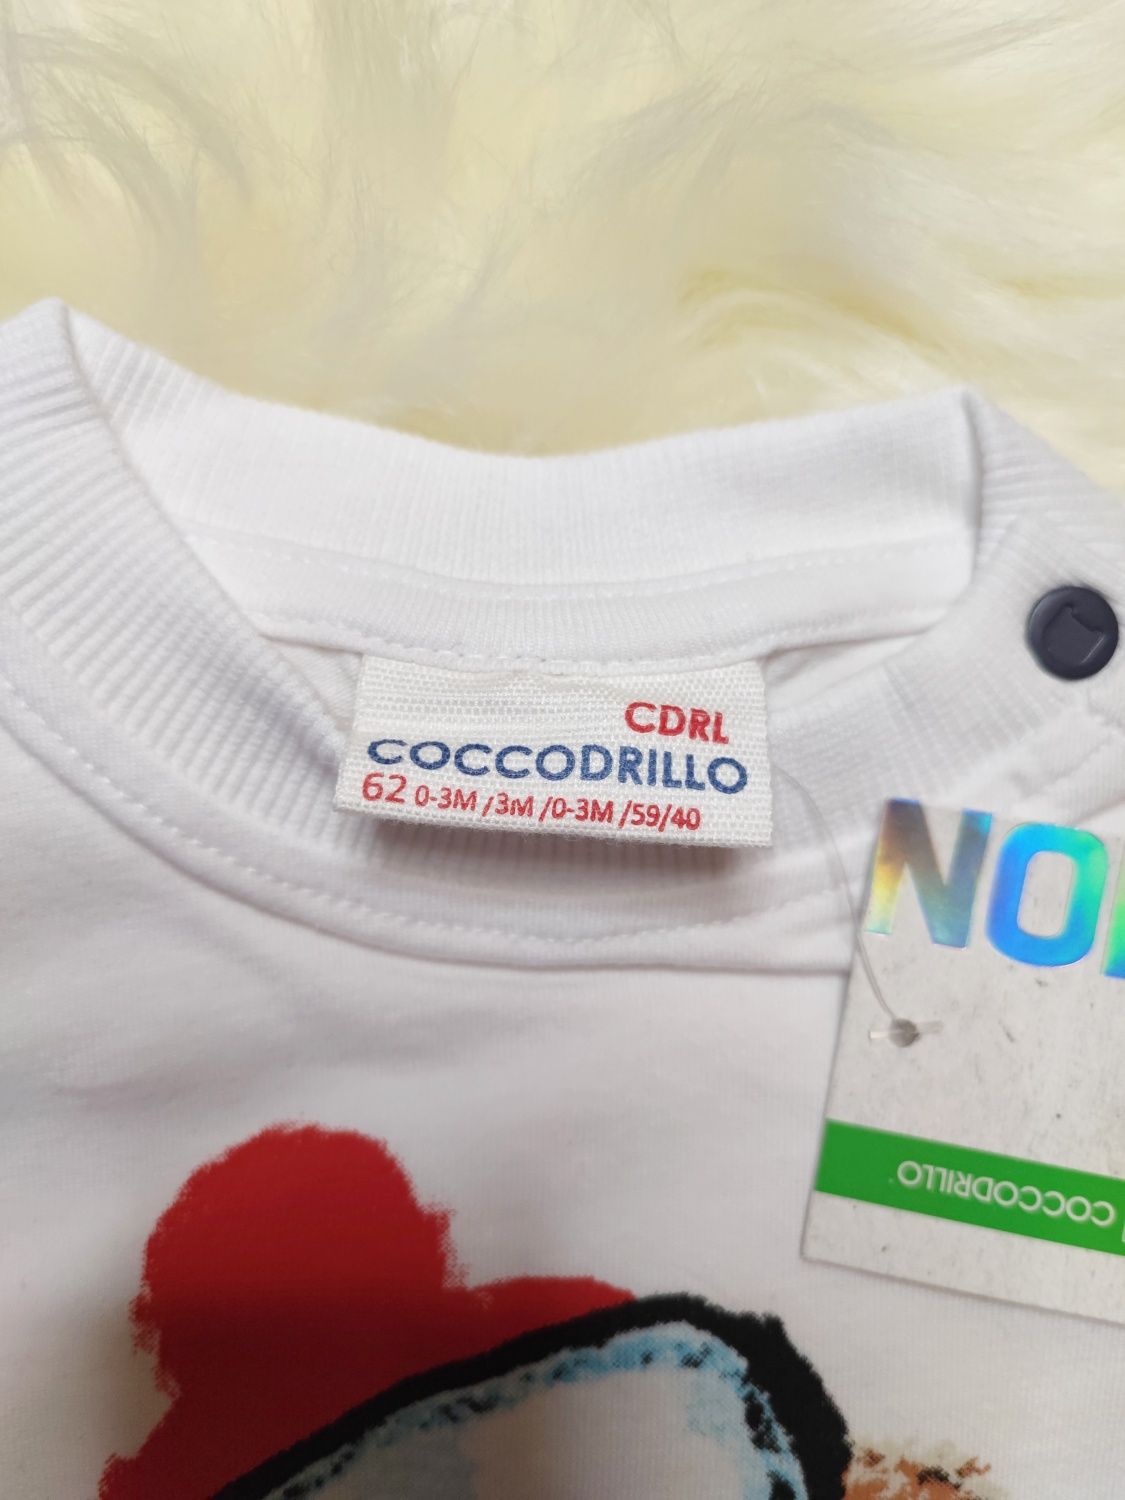 CDRL
COCCODRILLO
62 0-3M /3M /0-3M /59/40
COCCODRILLO